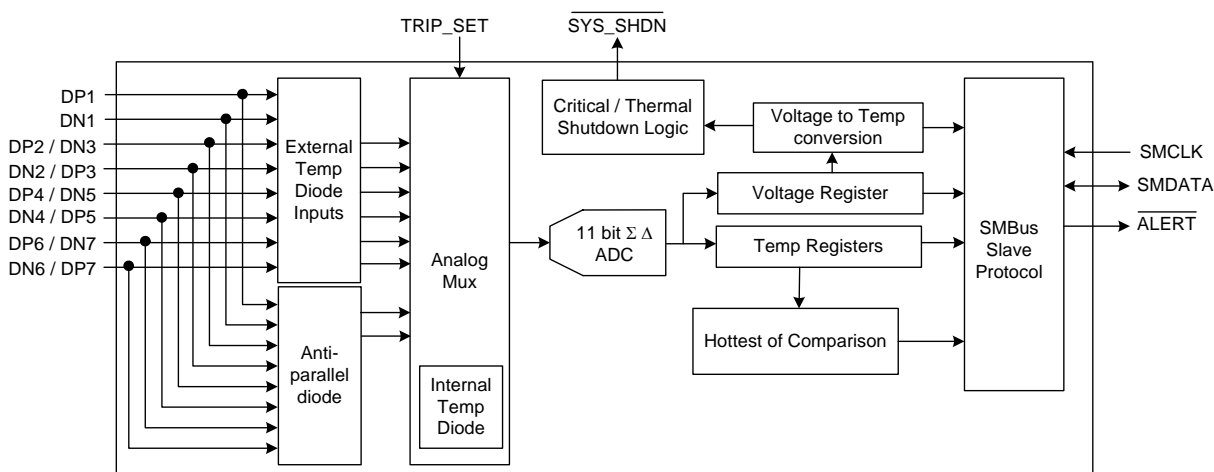 TRIP_SET
SYS_SHDN
DP1
DN1
DP2 / DN3
DN2 / DP3
DP4 / DN5
DN4 / DP5
DP6 / DN7
DN6 / DP7
External
Temp
Diode
Inputs
Anti-
parallel
diode
Analog
Mux
Internal
Temp
Diode
11 bit Σ Δ
ADC
Critical / Thermal
Shutdown Logic
Voltage to Temp
conversion
Voltage Register
Temp Registers
Hottest of Comparison
SMBus
Slave
Protocol
SMCLK
SMDATA
ALERT